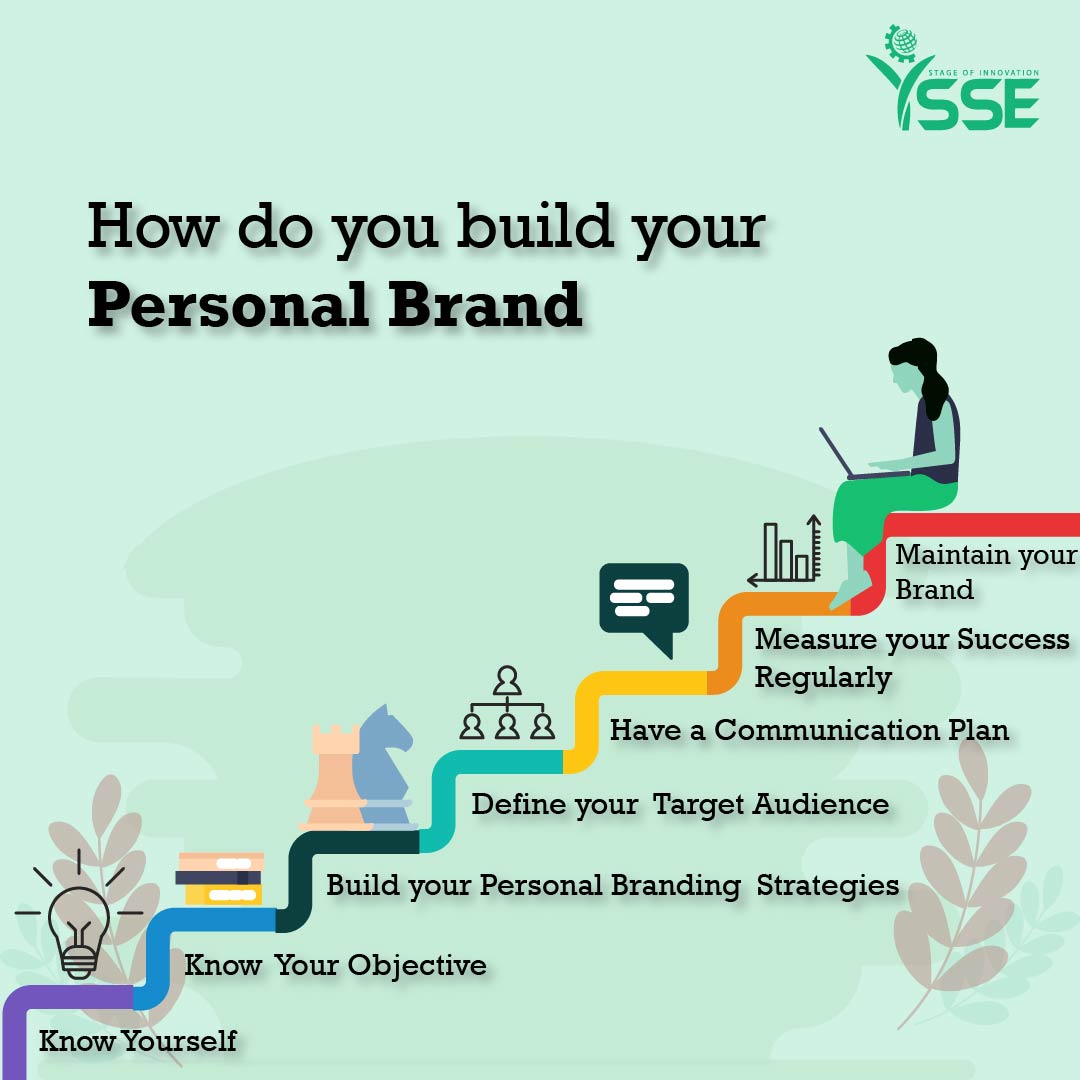 STAGE OF INNOVATION
YSSE
How do you build your
Personal Brand
Maintain your
Brand
Measure your Success
Regularly
Have a Communication Plan
Define your Target Audience
Build your Personal Branding Strategies
Know Your Objective
Know Yourself